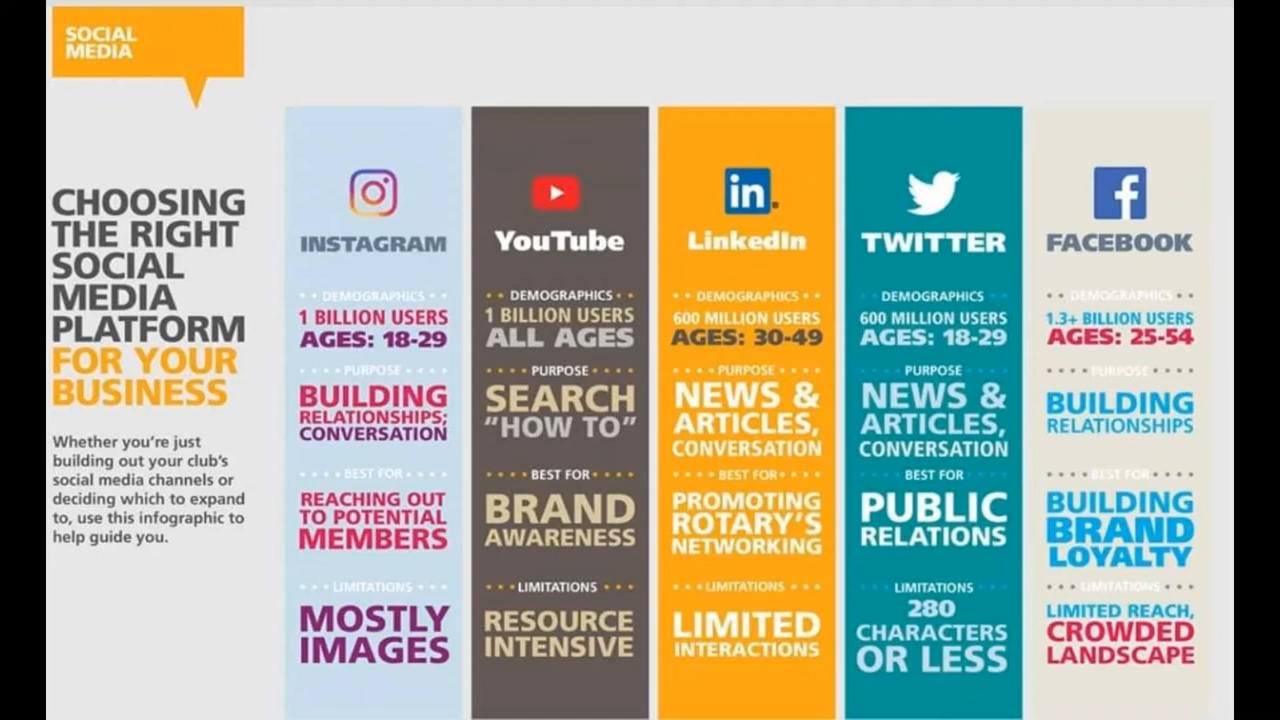 SOCIAL
MEDIA
CHOOSING
THE RIGHT
SOCIAL
MEDIA
PLATFORM
FOR YOUR
BUSINESS
Whether you're just
building out your club's
social media channels or
deciding which to expand
to, use this infographic to
help guide you.
INSTAGRAM
DEMOGRAPHICS
1 BILLION USERS
AGES: 18-29
PURPOSE
BUILDING
RELATIONSHIPS;
CONVERSATION
BEST FOR
REACHING OUT
TO POTENTIAL
MEMBERS
LIMITATIONS
MOSTLY
IMAGES
YouTube
DEMOGRAPHICS
1 BILLION USERS
ALL AGES
PURPOSE
SEARCH
"HOW TO"
BEST FOR
BRAND
AWARENESS
LIMITATIONS
RESOURCE
INTENSIVE
in
LinkedIn
DEMOGRAPHICS
600 MILLION USERS
AGES: 30-49
PURPOSE
NEWS &
ARTICLES,
CONVERSATION
BEST FOR
PROMOTING
ROTARY'S
NETWORKING
LIMITATIONS
LIMITED
INTERACTIONS
TWITTER
DEMOGRAPHICS
600 MILLION USERS
AGES: 18-29
PURPOSE
NEWS &
ARTICLES,
CONVERSATION
BEST FOR
PUBLIC
RELATIONS
LIMITATIONS
280
CHARACTERS
OR LESS
f
FACEBOOK
DEMOGRAPHICS
1.3+ BILLION USERS
AGES: 25-54
PURPOSE
BUILDING
RELATIONSHIPS
BEST FOR
BUILDING
BRAND
LOYALTY
LIMITATIONS
LIMITED REACH,
CROWDED
LANDSCAPE